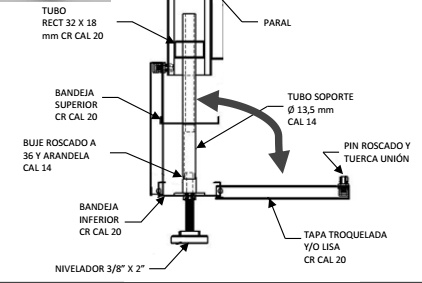 TUBO
RECT 32 X 18
mm CR CAL 20
PARAL
BANDEJA
SUPERIOR
CR CAL 20
TUBO SOPORTE
Ø 13,5 mm
CAL 14
BUJE ROSCADO A
36 Y ARANDELA
CAL 14
PIN ROSCADO Y
TUERCA UNIÓN
BANDEJA
INFERIOR
CR CAL 20
TAPA TROQUELADA
Y/O LISA
CR CAL 20
NIVELADOR 3/8" X 2"